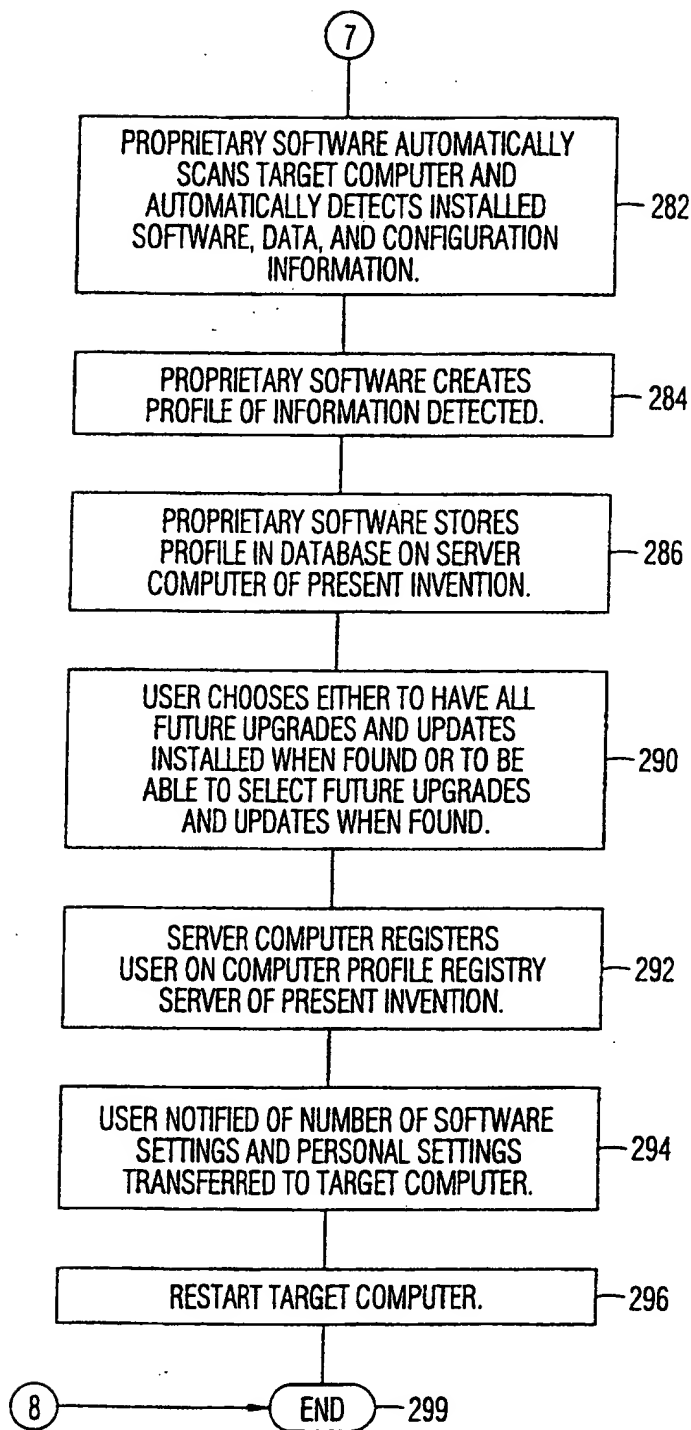 7
PROPRIETARY SOFTWARE AUTOMATICALLY
SCANS TARGET COMPUTER AND
AUTOMATICALLY DETECTS INSTALLED
SOFTWARE, DATA, AND CONFIGURATION
INFORMATION.
282
PROPRIETARY SOFTWARE CREATES
PROFILE OF INFORMATION DETECTED.
284
PROPRIETARY SOFTWARE STORES
PROFILE IN DATABASE ON SERVER
COMPUTER OF PRESENT INVENTION.
286
USER CHOOSES EITHER TO HAVE ALL
FUTURE UPGRADES AND UPDATES
INSTALLED WHEN FOUND OR TO BE
ABLE TO SELECT FUTURE UPGRADES
AND UPDATES WHEN FOUND.
290
SERVER COMPUTER REGISTERS
USER ON COMPUTER PROFILE REGISTRY
SERVER OF PRESENT INVENTION.
292
USER NOTIFIED OF NUMBER OF SOFTWARE
SETTINGS AND PERSONAL SETTINGS
TRANSFERRED TO TARGET COMPUTER.
294
RESTART TARGET COMPUTER.
296
8
END
299